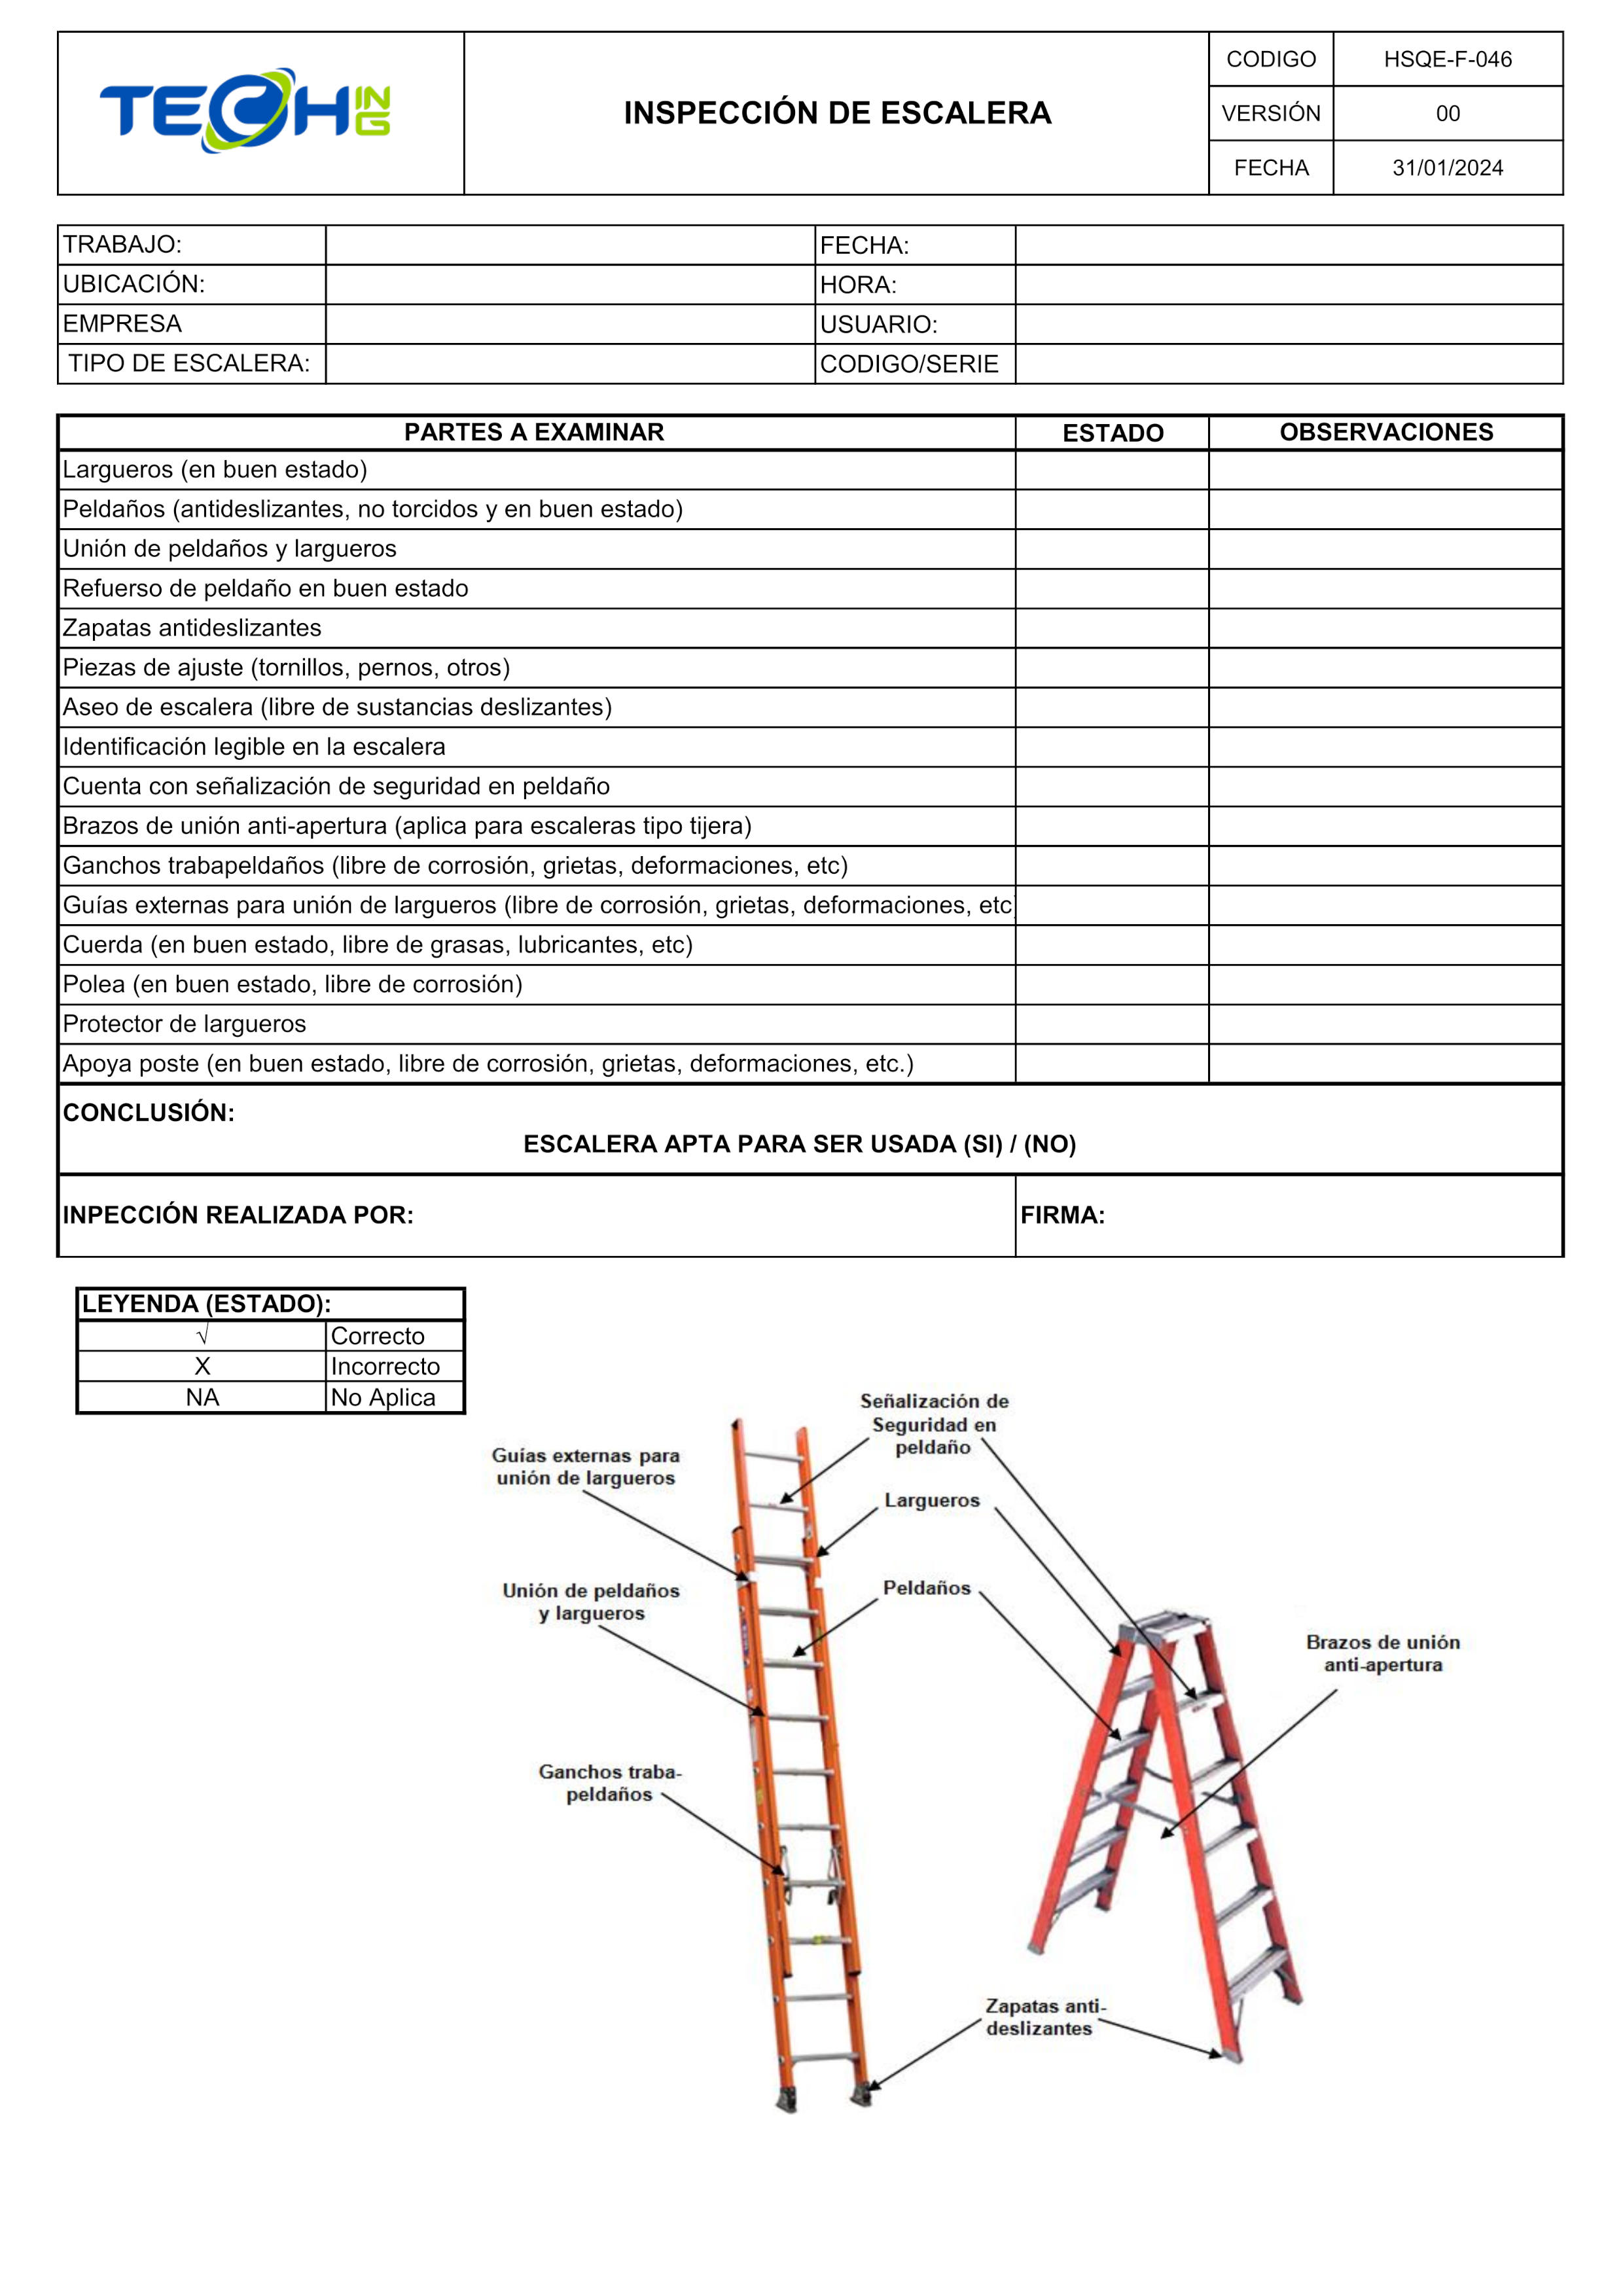 TECHING
INSPECCIÓN DE ESCALERA
CODIGO HSQE-F-046
VERSIÓN 00
FECHA 31/01/2024
TRABAJO: FECHA:
UBICACIÓN: HORA:
EMPRESA USUARIO:
TIPO DE ESCALERA: CODIGO/SERIE
PARTES A EXAMINAR ESTADO OBSERVACIONES
Largueros (en buen estado)
Peldaños (antideslizantes, no torcidos y en buen estado)
Unión de peldaños y largueros
Refuerso de peldaño en buen estado
Zapatas antideslizantes
Piezas de ajuste (tornillos, pernos, otros)
Aseo de escalera (libre de sustancias deslizantes)
Identificación legible en la escalera
Cuenta con señalización de seguridad en peldaño
Brazos de unión anti-apertura (aplica para escaleras tipo tijera)
Ganchos trabapeldaños (libre de corrosión, grietas, deformaciones, etc)
Guías externas para unión de largueros (libre de corrosión, grietas, deformaciones, etc)
Cuerda (en buen estado, libre de grasas, lubricantes, etc)
Polea (en buen estado, libre de corrosión)
Protector de largueros
Apoya poste (en buen estado, libre de corrosión, grietas, deformaciones, etc.)
CONCLUSIÓN:
ESCALERA APTA PARA SER USADA (SI) / (NO)
INPECCIÓN REALIZADA POR: FIRMA:
LEYENDA (ESTADO):
√ Correcto
X Incorrecto
NA No Aplica
Señalización de
Seguridad en
peldaño
Guías externas para
unión de largueros
Largueros
Unión de peldaños
y largueros
Peldaños
Brazos de unión
anti-apertura
Ganchos traba-
peldaños
Zapatas anti-
deslizantes